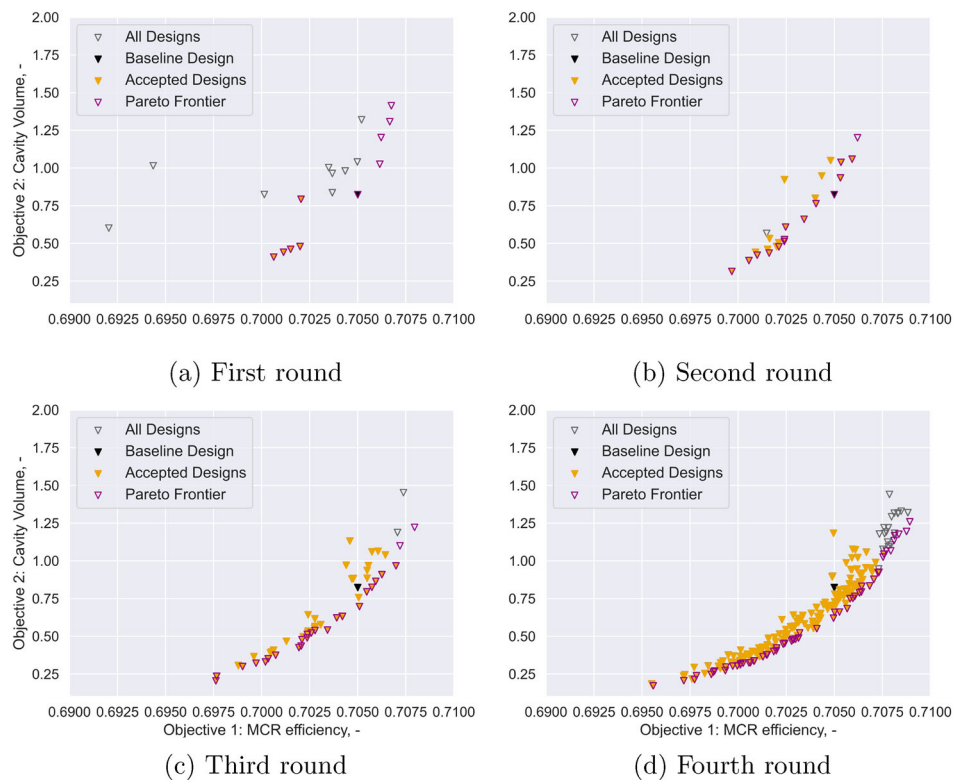 2.00
1.75
1.50
1.25
1.00
0.75
0.50
0.25
Objective 2: Cavity Volume, -
All Designs
Baseline Design
Accepted Designs
Pareto Frontier
0.6900 0.6925 0.6950 0.6975 0.7000 0.7025 0.7050 0.7075 0.7100
(a) First round
2.00
1.75
1.50
1.25
1.00
0.75
0.50
0.25
All Designs
Baseline Design
Accepted Designs
Pareto Frontier
0.6900 0.6925 0.6950 0.6975 0.7000 0.7025 0.7050 0.7075 0.7100
(b) Second round
2.00
1.75
1.50
1.25
1.00
0.75
0.50
0.25
Objective 2: Cavity Volume, -
All Designs
Baseline Design
Accepted Designs
Pareto Frontier
0.6900 0.6925 0.6950 0.6975 0.7000 0.7025 0.7050 0.7075 0.7100
Objective 1: MCR efficiency, -
(c) Third round
2.00
1.75
1.50
1.25
1.00
0.75
0.50
0.25
All Designs
Baseline Design
Accepted Designs
Pareto Frontier
0.6900 0.6925 0.6950 0.6975 0.7000 0.7025 0.7050 0.7075 0.7100
Objective 1: MCR efficiency, -
(d) Fourth round